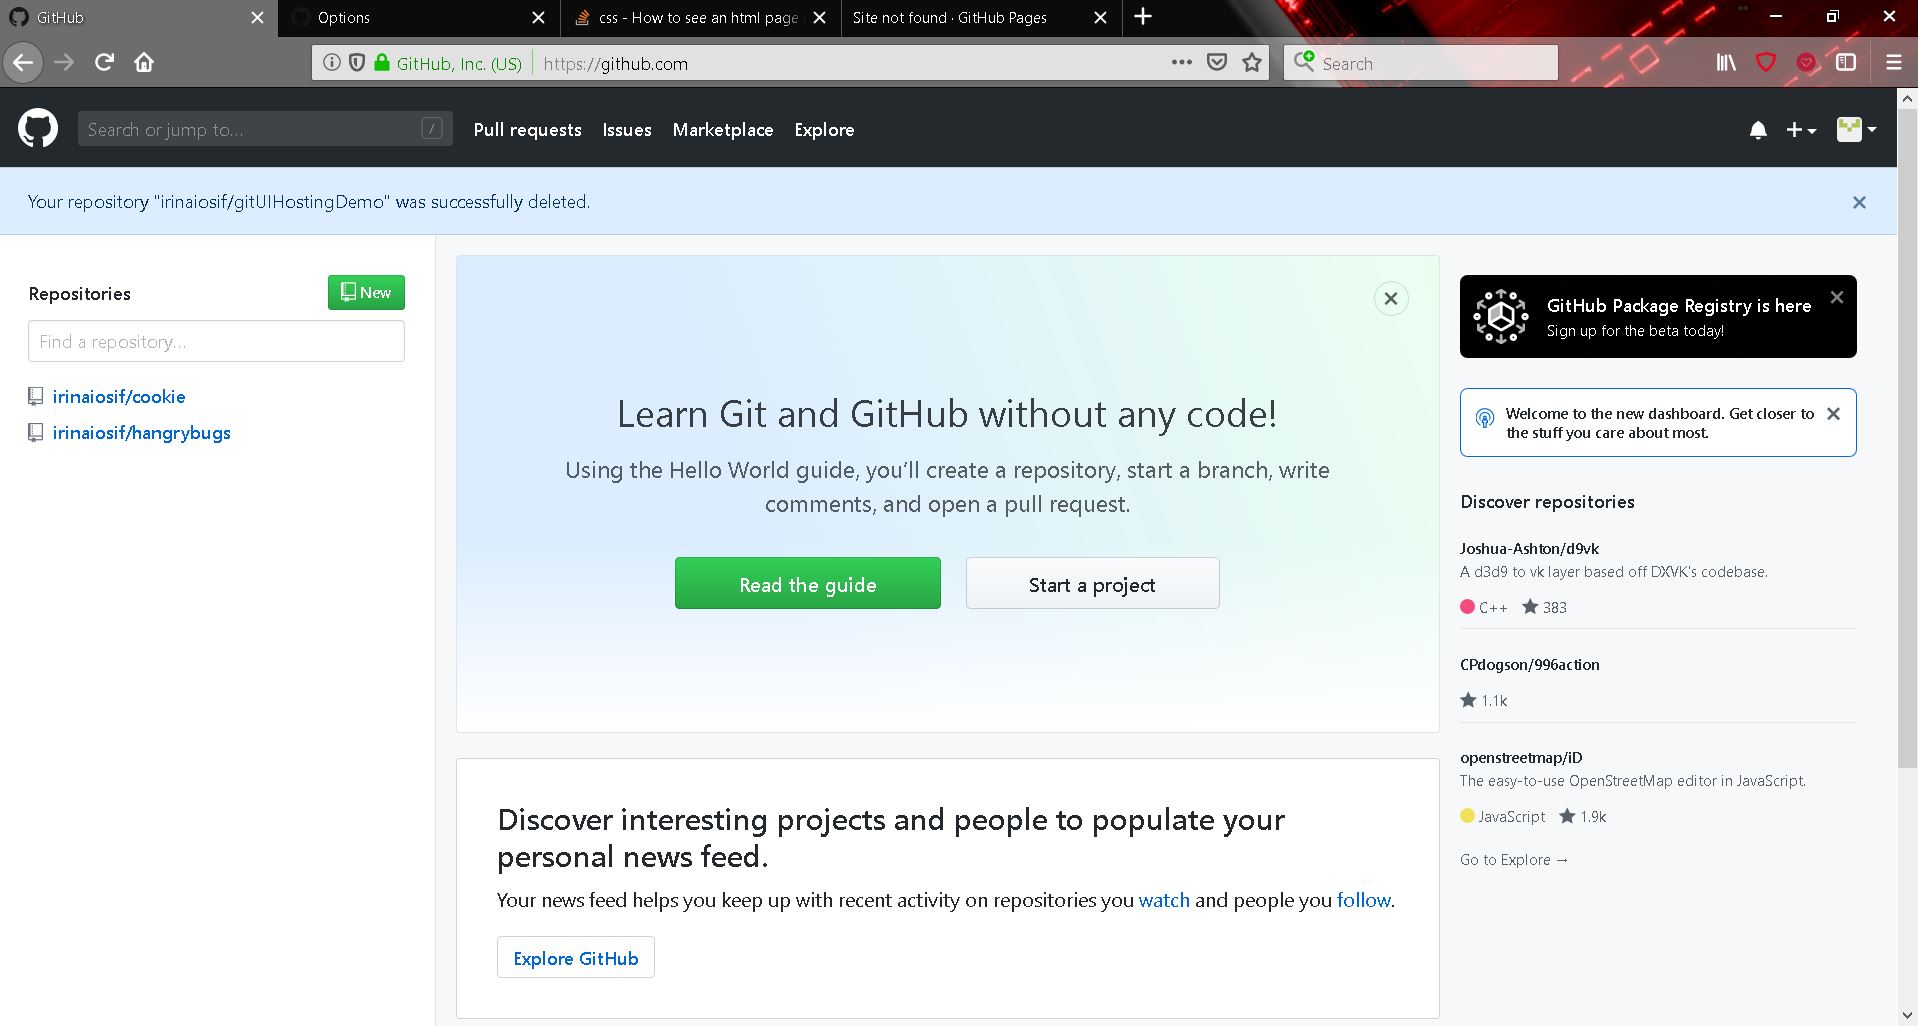 GitHub
Options
css - How to see an html page
Site not found · GitHub Pages
GitHub, Inc. (US)
https://github.com
Search
Search or jump to...
/
Pull requests
Issues
Marketplace
Explore
Your repository "irinaiosif/gitUIHostingDemo" was successfully deleted.
Repositories
New
Find a repository...
irinaiosif/cookie
irinaiosif/hangrybugs
Learn Git and GitHub without any code!
Using the Hello World guide, you’ll create a repository, start a branch, write
comments, and open a pull request.
Read the guide
Start a project
Discover interesting projects and people to populate your
personal news feed.
Your news feed helps you keep up with recent activity on repositories you watch and people you follow.
Explore GitHub
GitHub Package Registry is here
Sign up for the beta today!
Welcome to the new dashboard. Get closer to
the stuff you care about most.
Discover repositories
Joshua-Ashton/d9vk
A d3d9 to vk layer based off DXVK's codebase.
C++ 383
CPdogson/996action
1.1k
openstreetmap/iD
The easy-to-use OpenStreetMap editor in JavaScript.
JavaScript 1.9k
Go to Explore →